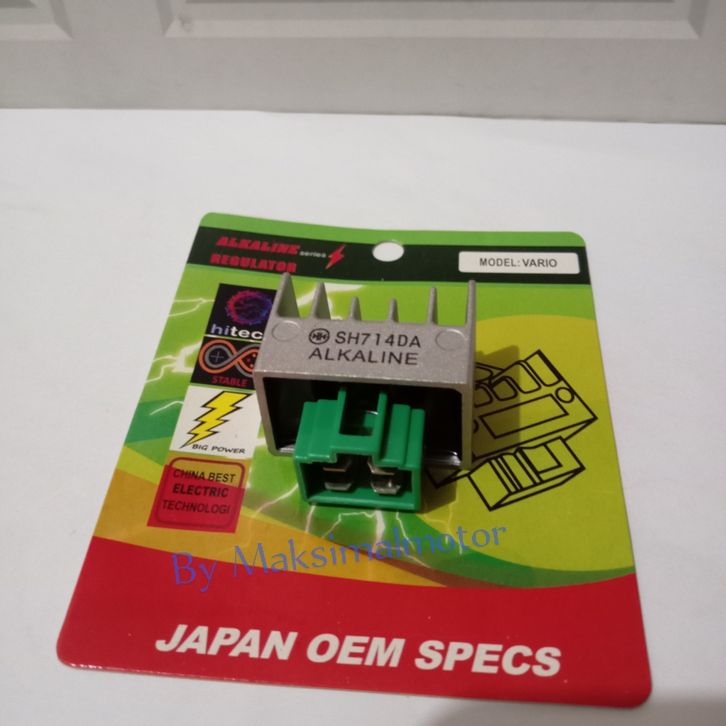 ALKALINE series
REGULATOR
MODEL: VARIO
SH714DA
ALKALINE
hitec
STABLE
BIG POWER
CHINA BEST
ELECTRIC
TECHNOLOGI
By Maksimalmotor
JAPAN OEM SPECS